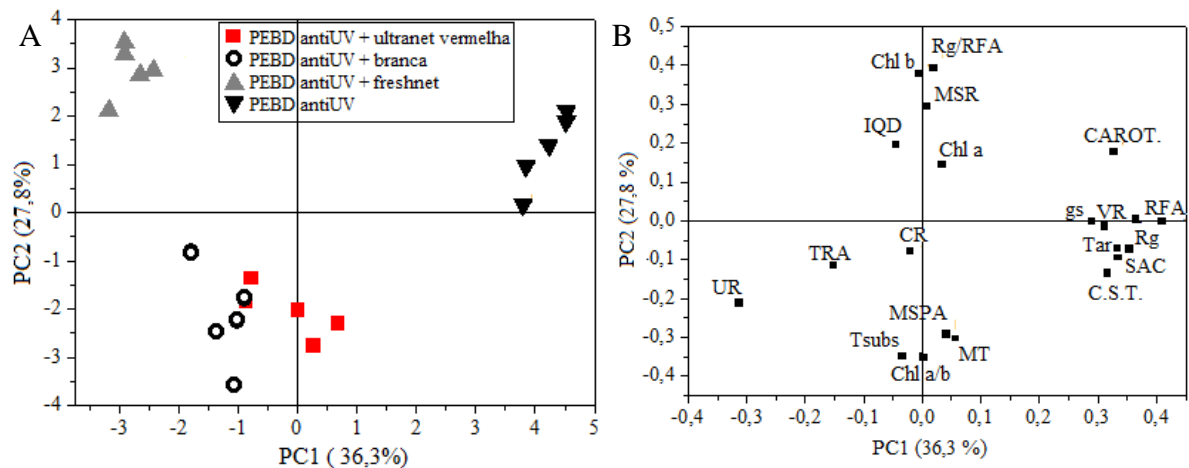 A
PEBD antiUV + ultranet vermelha
PEBD antiUV + branca
PEBD antiUV + freshnet
PEBD antiUV
PC2 (27,8%)
4
3
2
1
0
-1
-2
-3
-4
-3
-2
-1
0
1
2
3
4
5
PC1 ( 36,3%)
B
PC2 (27,8 %)
0,5
0,4
0,3
0,2
0,1
0,0
-0,1
-0,2
-0,3
-0,4
Rg/RFA
Chl b
MSR
IQD
Chl a
CAROT.
gs
VR
RFA
CR
Tar
Rg
TRA
SAC
C.S.T.
UR
MSPA
Tsubs
MT
Chl a/b
-0,4
-0,3
-0,2
-0,1
0,0
0,1
0,2
0,3
0,4
PC1 (36,3 %)